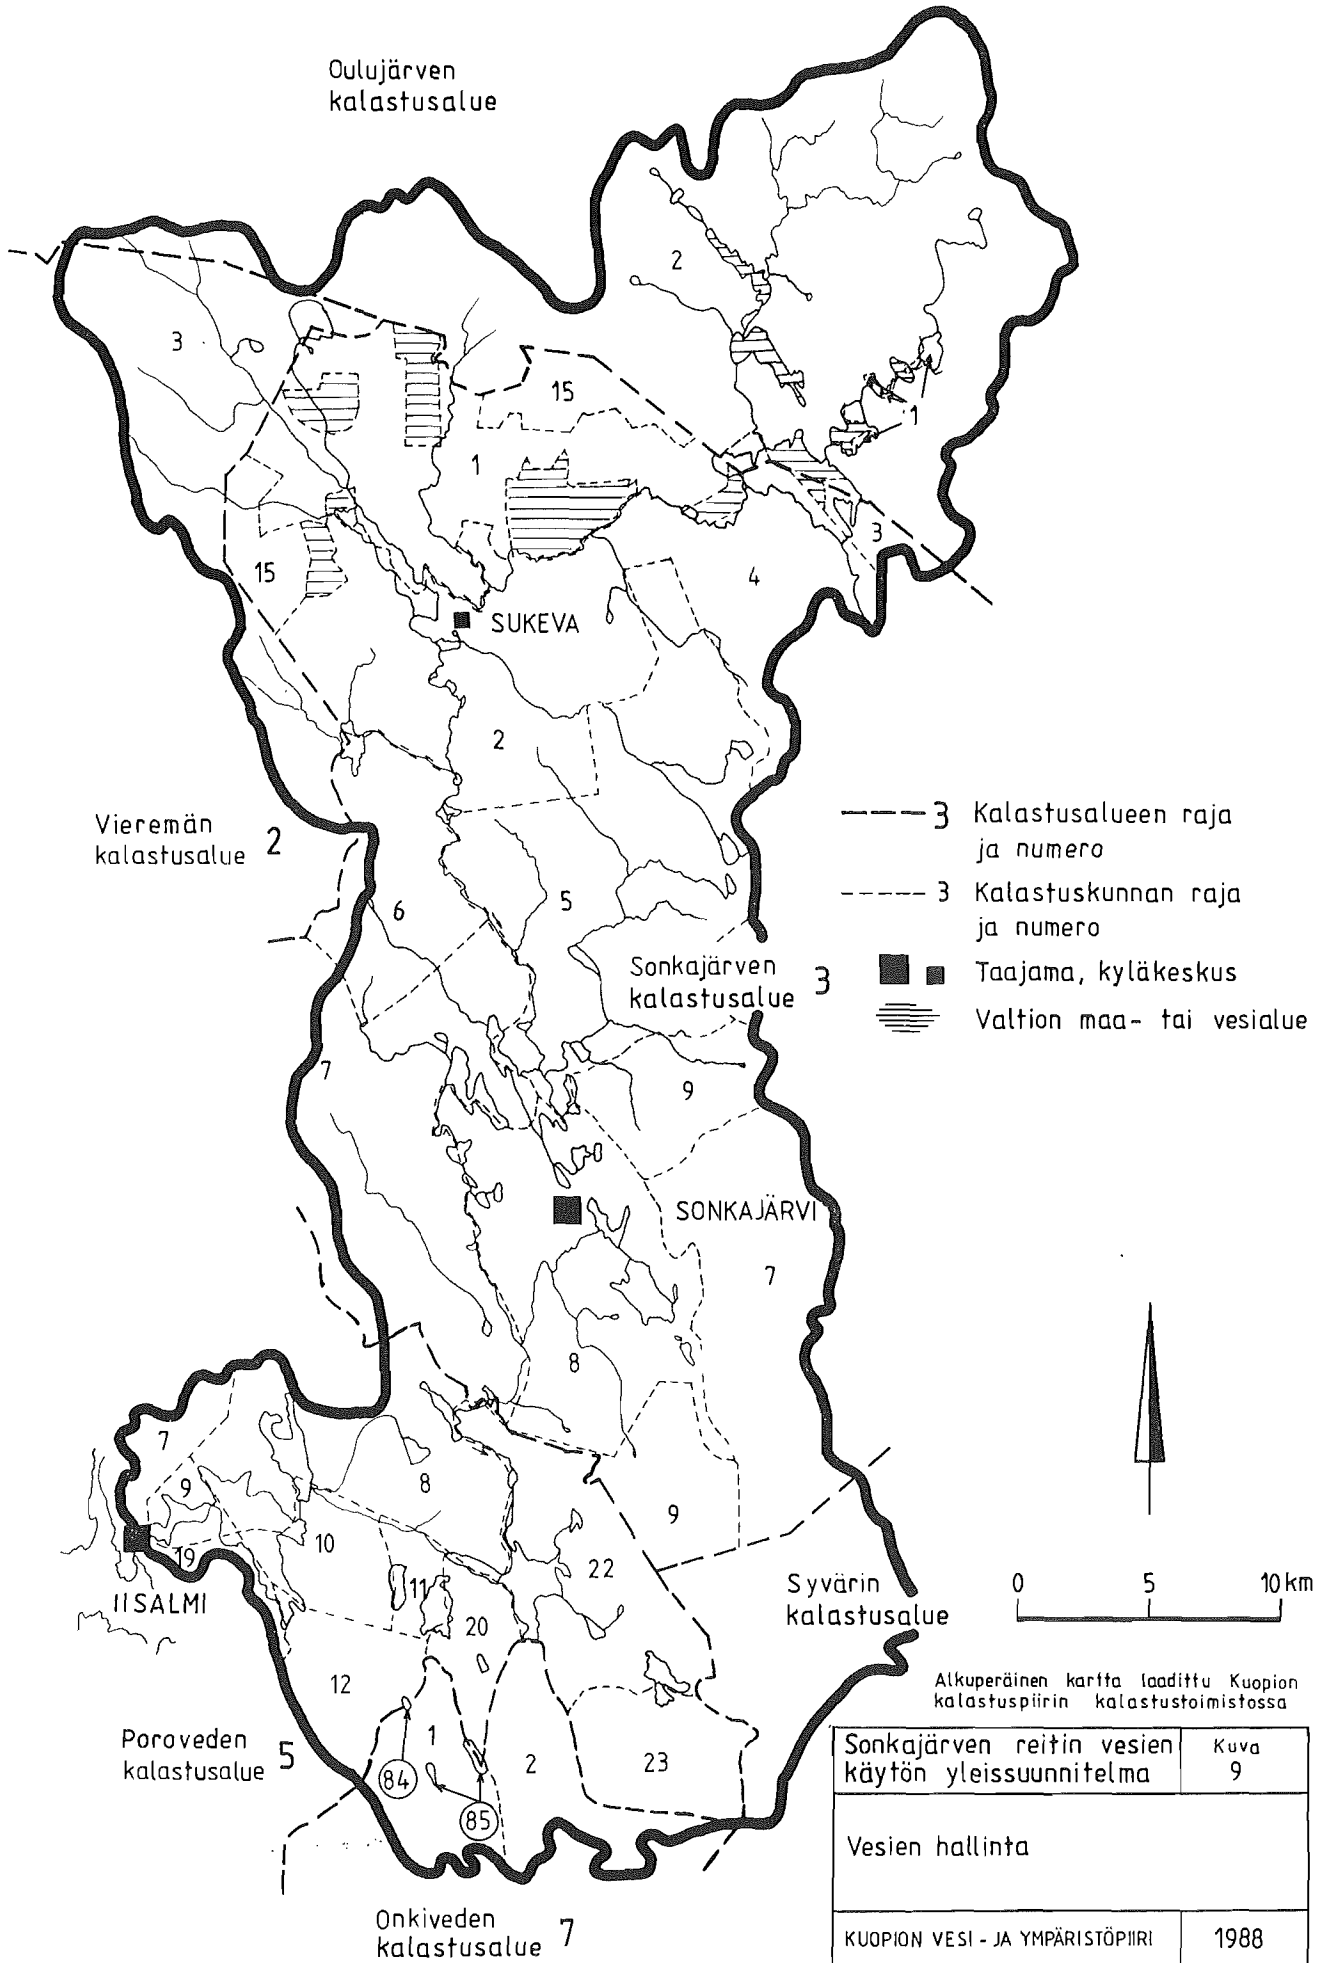 Oulujärven
kalastusalue
2
3
15
1
1
3
15
4
SUKEVA
2
Vieremän
kalastusalue 2
3 Kalastusalueen raja
ja numero
3 Kalastuskunnan raja
ja numero
Taajama, kyläkeskus
Valtion maa- tai vesialue
6
5
Sonkajärven
kalastusalue 3
7
9
SONKAJÄRVI
7
8
7
8
9
9
10
19
11
22
IISALMI
20
12
Syvärin
kalastusalue
0 5 10 km
Alkuperäinen kartta laadittu Kuopion
kalastuspiirin kalastustoimistossa
Poroveden
kalastusalue 5
1
2
23
84
85
Onkiveden
kalastusalue 7
Sonkajärven reitin vesien
käytön yleissuunnitelma
Kuva
9
Vesien hallinta
KUOPION VESI - JA YMPÄRISTÖPIIRI
1988